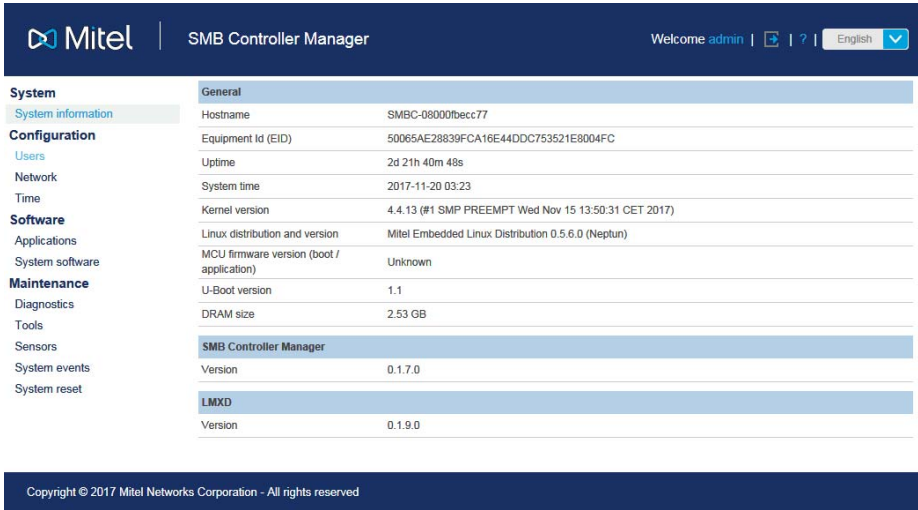 Mitel | SMB Controller Manager
Welcome admin | | ? | English
System
System information
Configuration
Users
Network
Time
Software
Applications
System software
Maintenance
Diagnostics
Tools
Sensors
System events
System reset
General
Hostname SMBC-08000fbecc77
Equipment Id (EID) 50065AE28839FCA16E44DDC753521E8004FC
Uptime 2d 21h 40m 48s
System time 2017-11-20 03:23
Kernel version 4.4.13 (#1 SMP PREEMPT Wed Nov 15 13:50:31 CET 2017)
Linux distribution and version Mitel Embedded Linux Distribution 0.5.6.0 (Neptun)
MCU firmware version (boot /
application) Unknown
U-Boot version 1.1
DRAM size 2.53 GB
SMB Controller Manager
Version 0.1.7.0
LMXD
Version 0.1.9.0
Copyright © 2017 Mitel Networks Corporation - All rights reserved